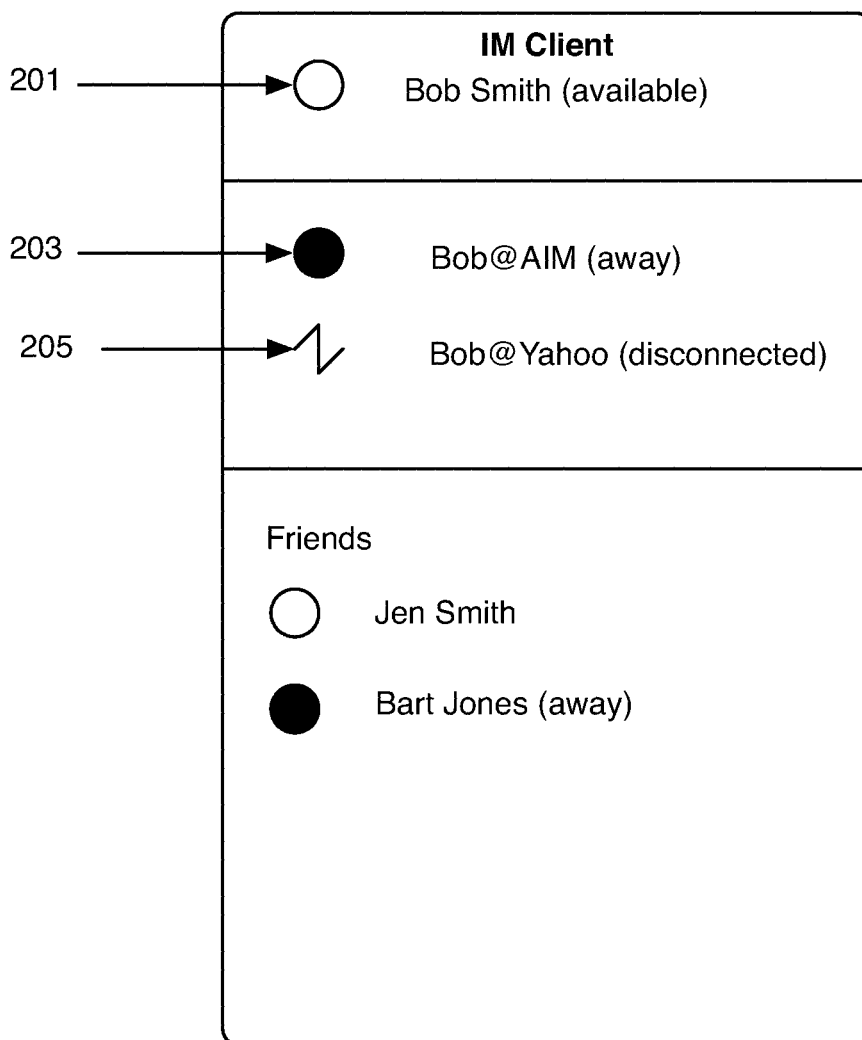 IM Client
201
Bob Smith (available)
203
Bob@AIM (away)
205
Bob@Yahoo (disconnected)
Friends
Jen Smith
Bart Jones (away)